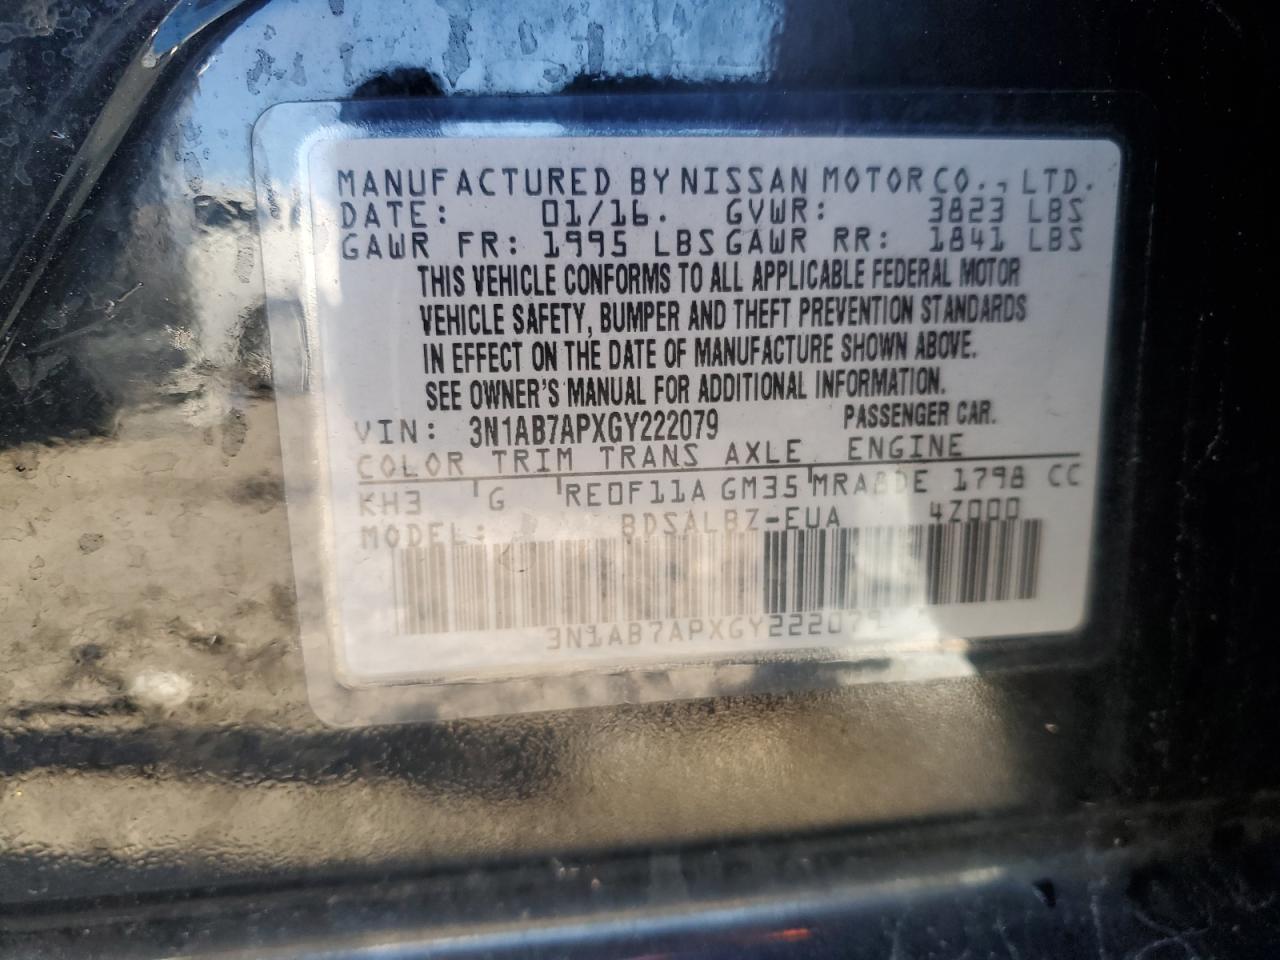 MANUFACTURED BY NISSAN MOTOR CO., LTD.
DATE: 01/16. GVWR: 3823 LBS
GAWR FR: 1995 LBS GAWR RR: 1841 LBS
THIS VEHICLE CONFORMS TO ALL APPLICABLE FEDERAL MOTOR
VEHICLE SAFETY, BUMPER AND THEFT PREVENTION STANDARDS
IN EFFECT ON THE DATE OF MANUFACTURE SHOWN ABOVE.
SEE OWNER'S MANUAL FOR ADDITIONAL INFORMATION.
VIN: 3N1AB7APXGY222079 PASSENGER CAR.
COLOR TRIM TRANS AXLE ENGINE
KH3 G RE0F11A GM35 MRA8DE 1798 CC
MODEL: BDSALBZ-EUA 4Z000
3N1AB7APXGY222079